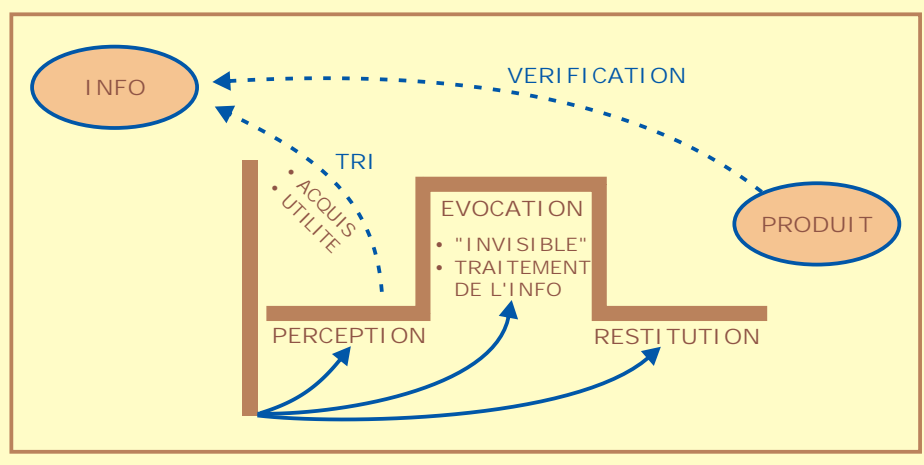 VERIFICATION
INFO
TRI
• ACQUIS
• UTILITE
EVOCATION
PRODUIT
• "INVISIBLE"
• TRAITEMENT
DE L'INFO
PERCEPTION
RESTITUTION